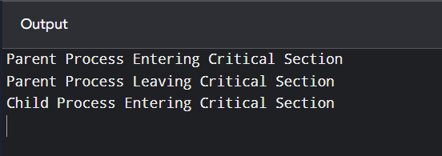 Output
Parent Process Entering Critical Section
Parent Process Leaving Critical Section
Child Process Entering Critical Section